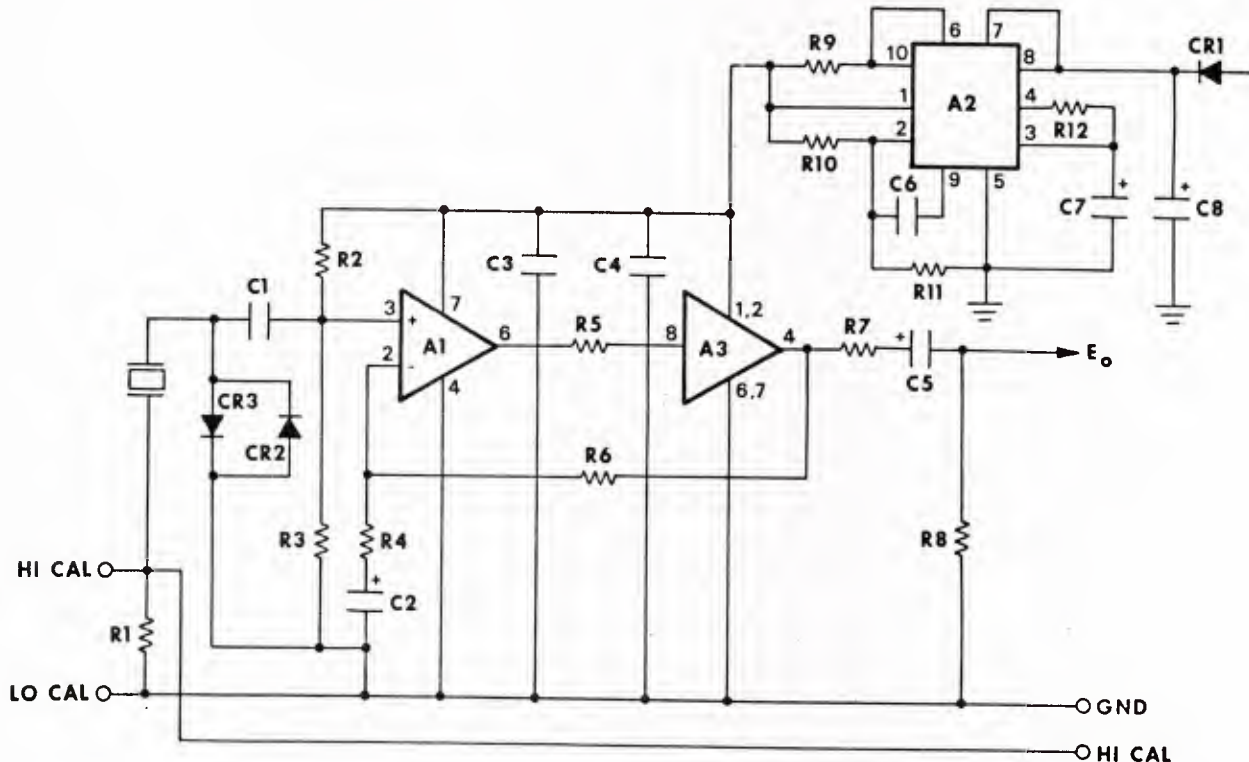 6 7
R9 10 8 CR1
1 A2 4
R12
R10 2 3
C6 9 5 C7 + + C8
R11
R2 C3 C4
C1
3 + 7 1,2
A1 6 R5 8 A3 4 R7 + C5 E₀
2 - 4 6,7
CR3
CR2
R6
R3 R4 R8
+ C2
HI CAL
R1
LO CAL GND
HI CAL